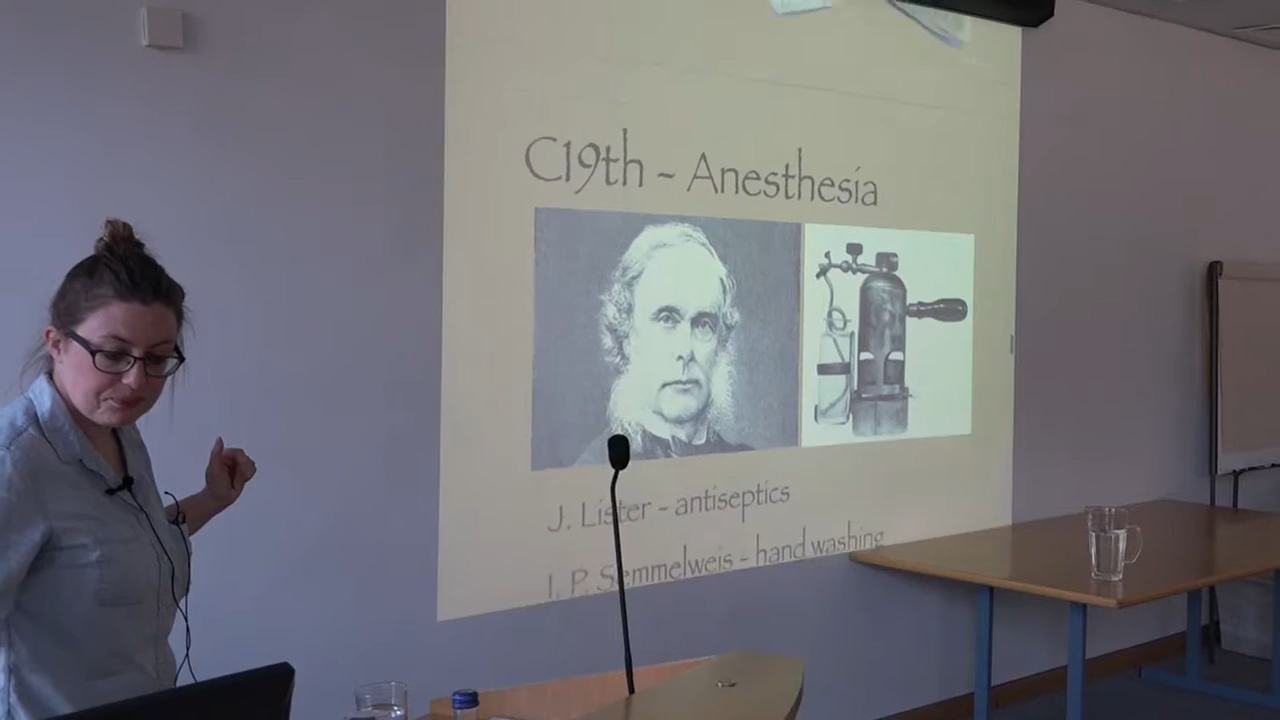 C19th - Anesthesia
J. Lister - antiseptics
I. P. Semmelweis - hand washing